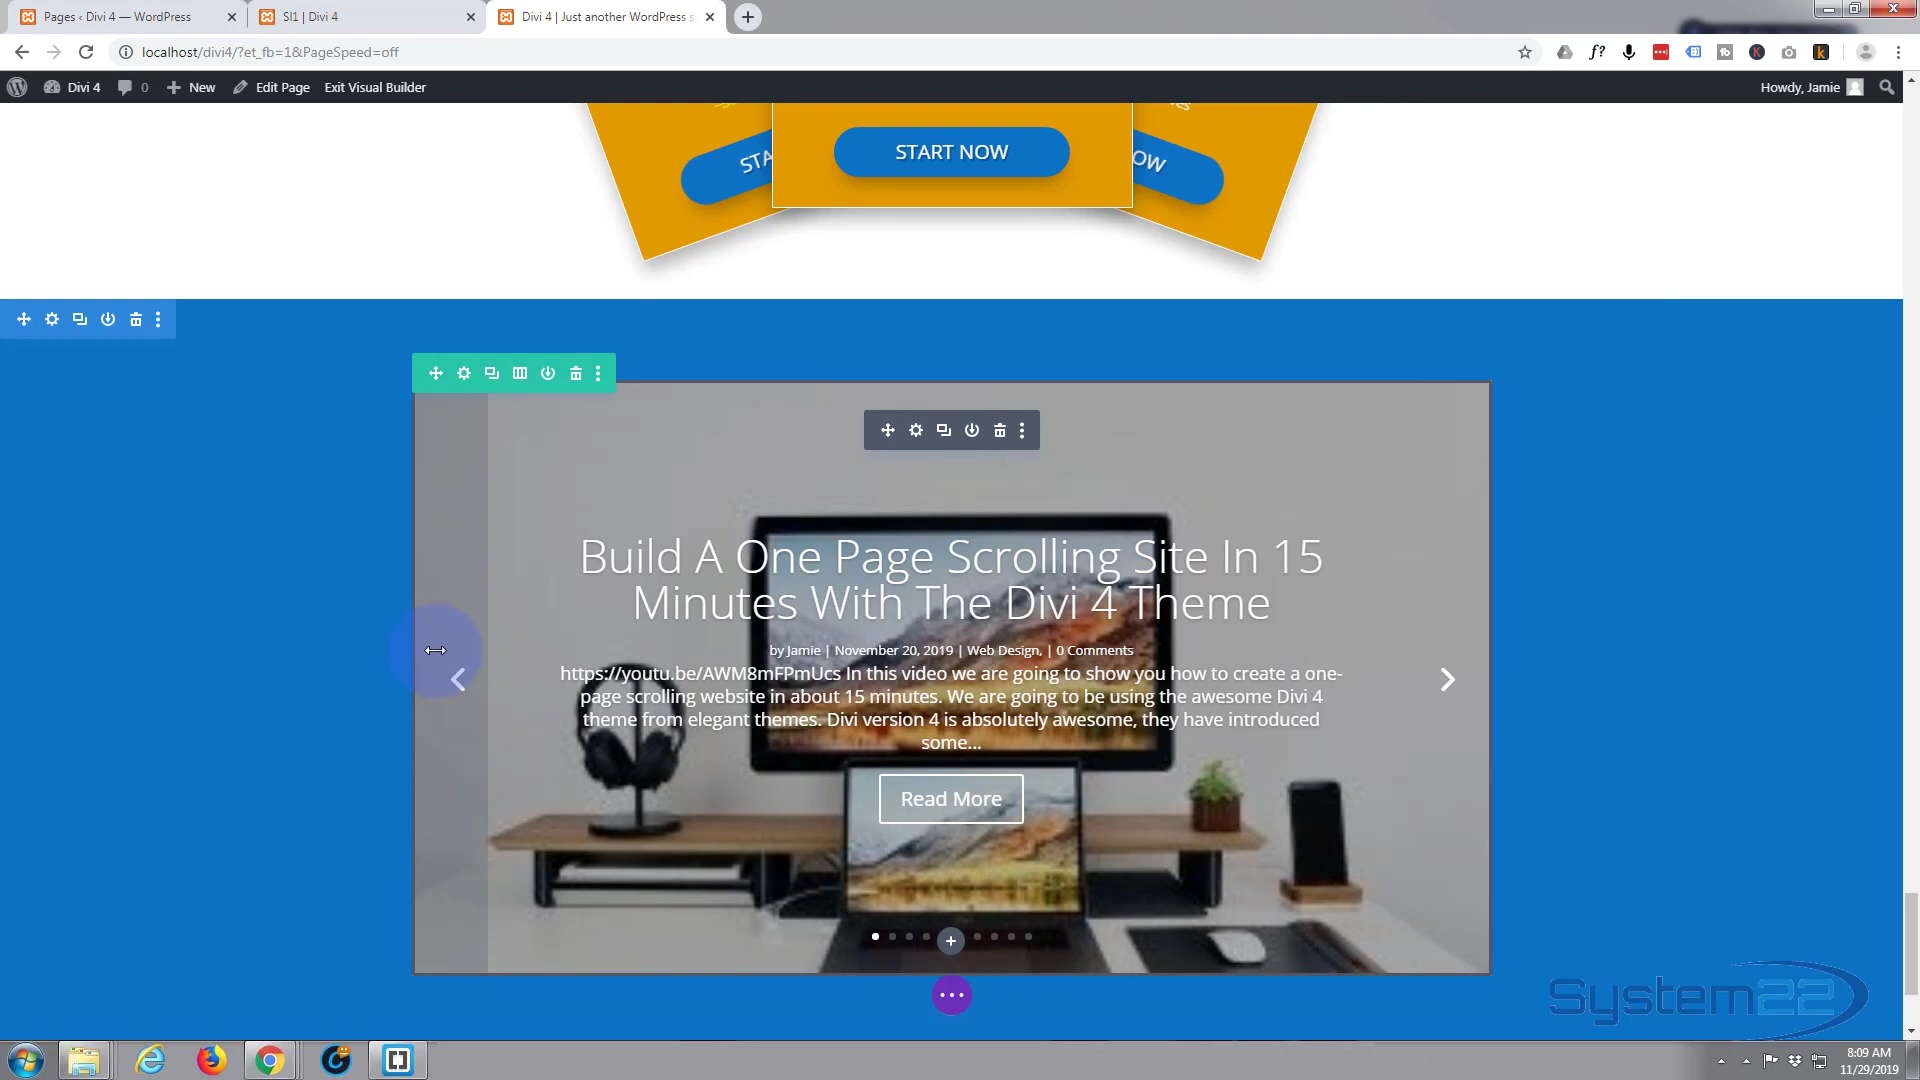 Pages ‹ Divi 4 — WordPress
SI1 | Divi 4
Divi 4 | Just another WordPress s
localhost/divi4/?et_fb=1&PageSpeed=off
f?
Divi 4
0
New
Edit Page
Exit Visual Builder
Howdy, Jamie
STA
START NOW
OW
Build A One Page Scrolling Site In 15
Minutes With The Divi 4 Theme
by Jamie | November 20, 2019 | Web Design, | 0 Comments
https://youtu.be/AWM8mFPmUcs In this video we are going to show you how to create a one-
page scrolling website in about 15 minutes. We are going to be using the awesome Divi 4
theme from elegant themes. Divi version 4 is absolutely awesome, they have introduced
some...
Read More
System22
8:09 AM
11/29/2019